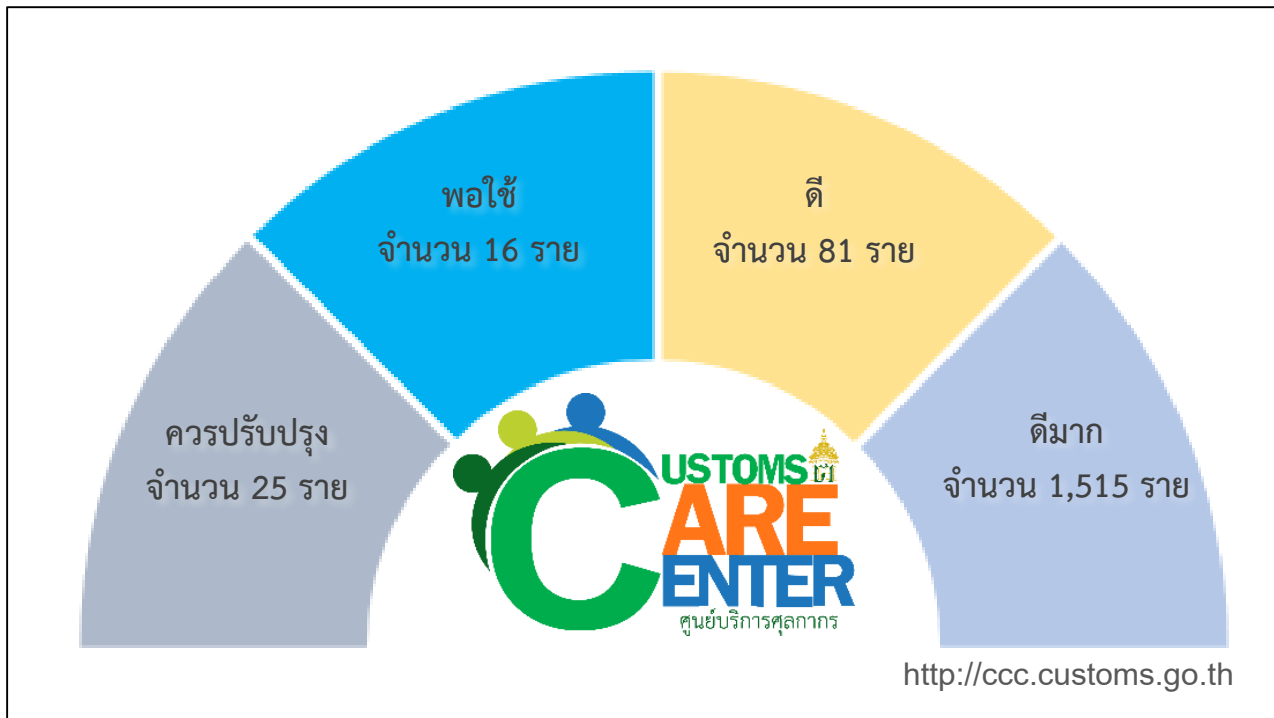 พอใช้
จำนวน 16 ราย
ดี
จำนวน 81 ราย
ควรปรับปรุง
จำนวน 25 ราย
ดีมาก
จำนวน 1,515 ราย
CUSTOMS
CARE
CENTER
ศูนย์บริการศุลกากร
http://ccc.customs.go.th